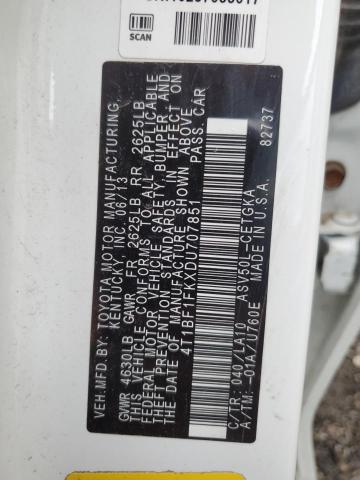 SCAN
VEH.MFD.BY: TOYOTA MOTOR MANUFACTURING,
KENTUCKY, INC. 06/13
GVWR V6300LB GAWR FR 2625LB RR 2625LB
THIS VEHICLE CONFORMS TO ALL APPLICABLE
FEDERAL MOTOR VEHICLE SAFETY, BUMPER, AND
THEFT PREVENTION STANDARDS IN EFFECT ON
THE DATE OF MANUFACTURE SHOWN ABOVE.
4T1BF1FKXDU707851 PASS. CAR
C/TR: 040/LA10 ASV50L-CETGKA
A/TM: -01A/U760E MADE IN U.S.A. 82737